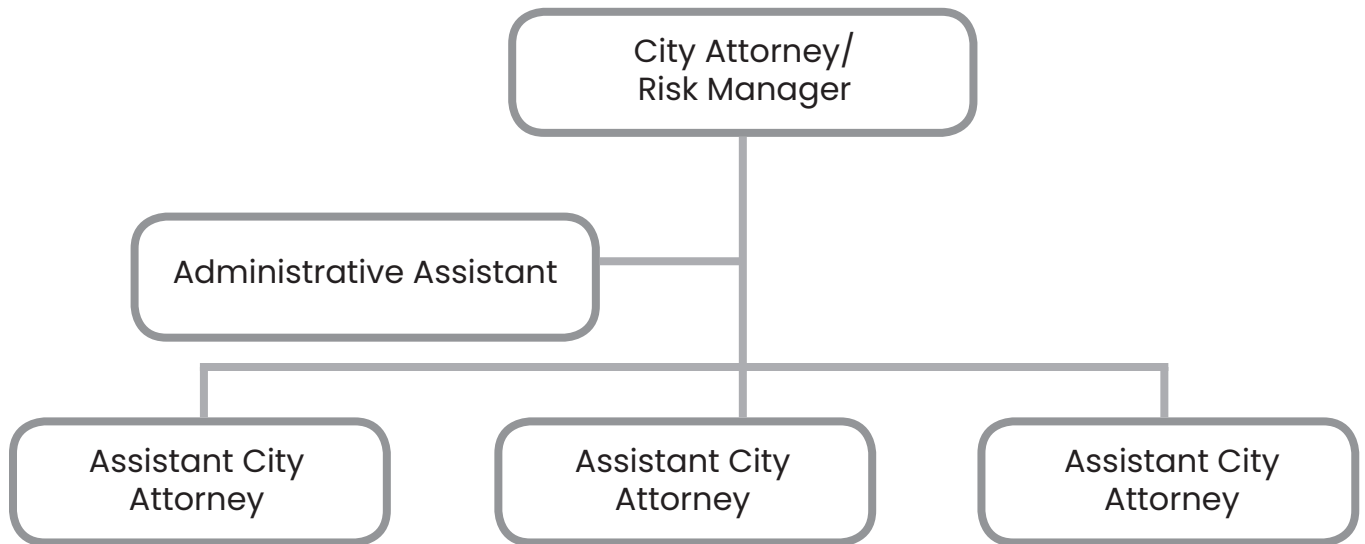 City Attorney/
Risk Manager
Administrative Assistant
Assistant City
Attorney
Assistant City
Attorney
Assistant City
Attorney